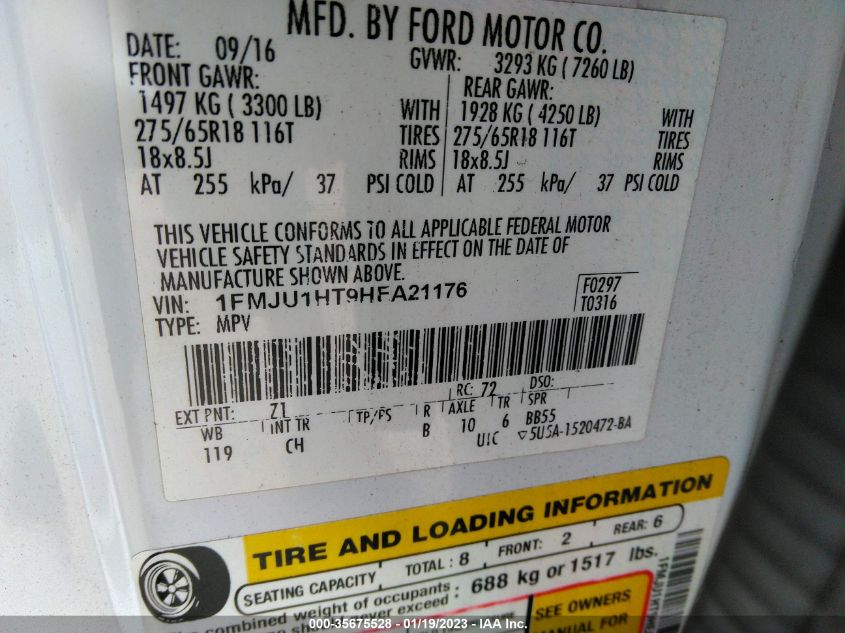 MFD. BY FORD MOTOR CO.
DATE: 09/16 GVWR: 3293 KG ( 7260 LB)
FRONT GAWR: REAR GAWR:
1497 KG ( 3300 LB) WITH 1928 KG ( 4250 LB) WITH
275/65R18 116T TIRES 275/65R18 116T TIRES
18x8.5J RIMS 18x8.5J RIMS
AT 255 kPa/ 37 PSI COLD AT 255 kPa/ 37 PSI COLD
THIS VEHICLE CONFORMS TO ALL APPLICABLE FEDERAL MOTOR
VEHICLE SAFETY STANDARDS IN EFFECT ON THE DATE OF
MANUFACTURE SHOWN ABOVE.
VIN: 1FMJU1HT9HFA21176 F0297
TYPE: MPV T0316
EXT PNT: Z1 RC: 72 DSO:
WB INT TR TP/PS R AXLE TR SPR
119 CH B 10 6 BB55
UTC 5U5A-1520472-BA
TIRE AND LOADING INFORMATION
SEATING CAPACITY TOTAL : 8 FRONT: 2 REAR: 6
combined weight of occupants 688 kg or 1517 lbs.
exceed :
SEE OWNERS
MANUAL FOR
000-35675528 - 01/19/2023 - IAA Inc.